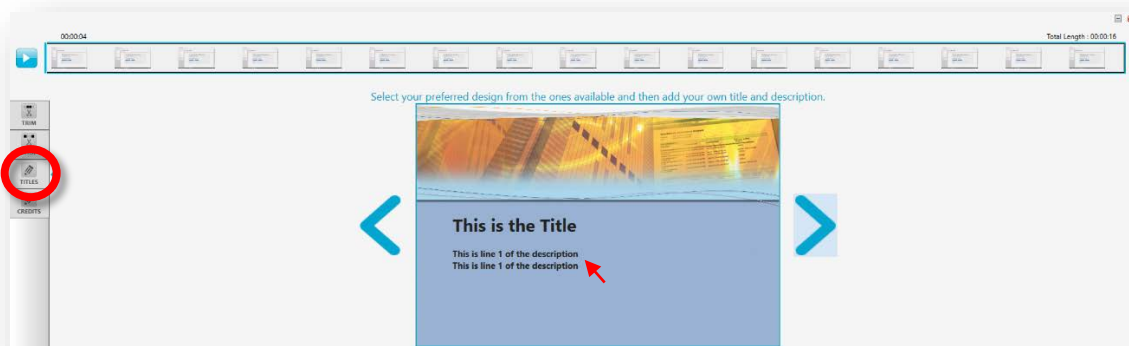 00:00:04
Total Length : 00:00:16
Select your preferred design from the ones available and then add your own title and description.
TRIM
TITLES
CREDITS
This is the Title
This is line 1 of the description
This is line 1 of the description